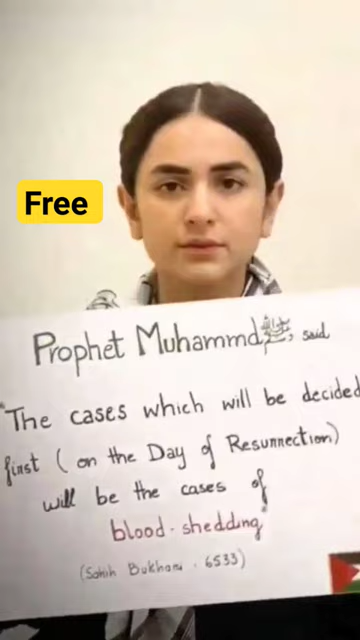 Free
Prophet Muhammd ﷺ, said
"The cases which will be decided
first (on the Day of Resunnection)
will be the cases of
blood-shedding"
(Sahih Bukhari . 6533)